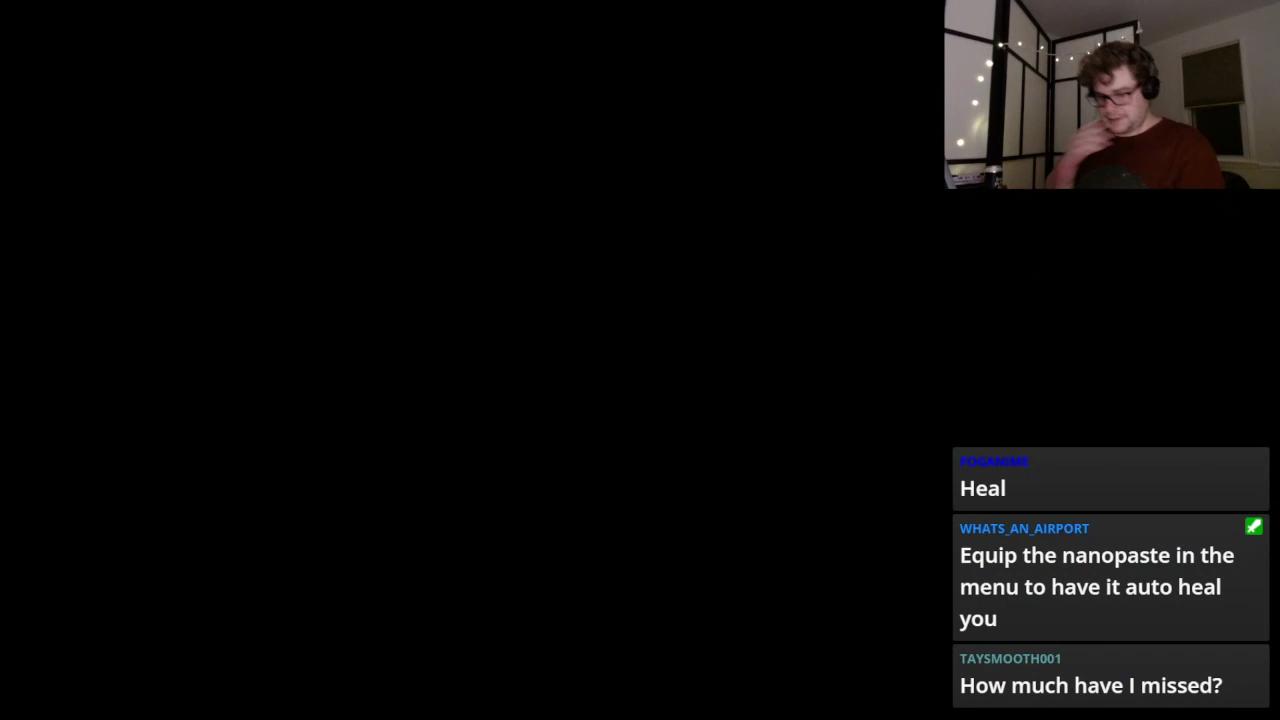 YOGANIME
Heal
WHATS_AN_AIRPORT
Equip the nanopaste in the
menu to have it auto heal
you
TAYSMOOTH001
How much have I missed?